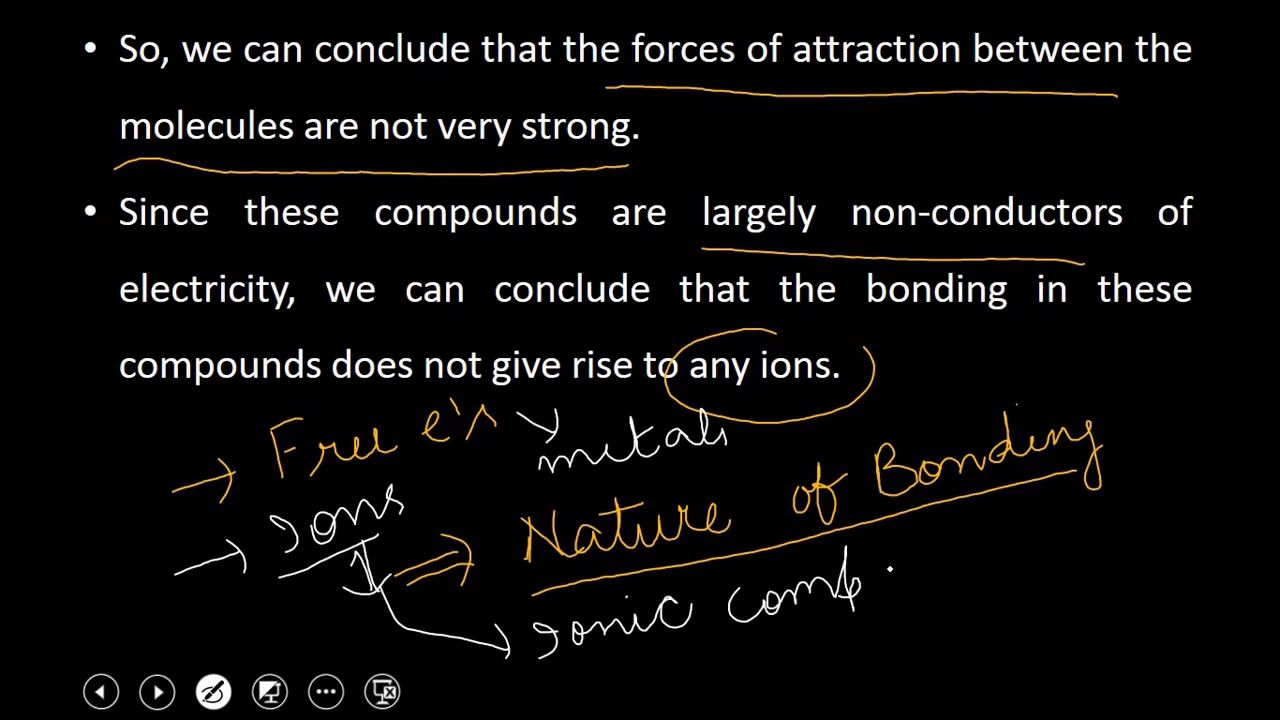 • So, we can conclude that the forces of attraction between the
molecules are not very strong.
• Since these compounds are largely non-conductors of
electricity, we can conclude that the bonding in these
compounds does not give rise to any ions.
→ Free e's → metals
→ Ions ⇒ Nature of Bonding
→ Ionic comp